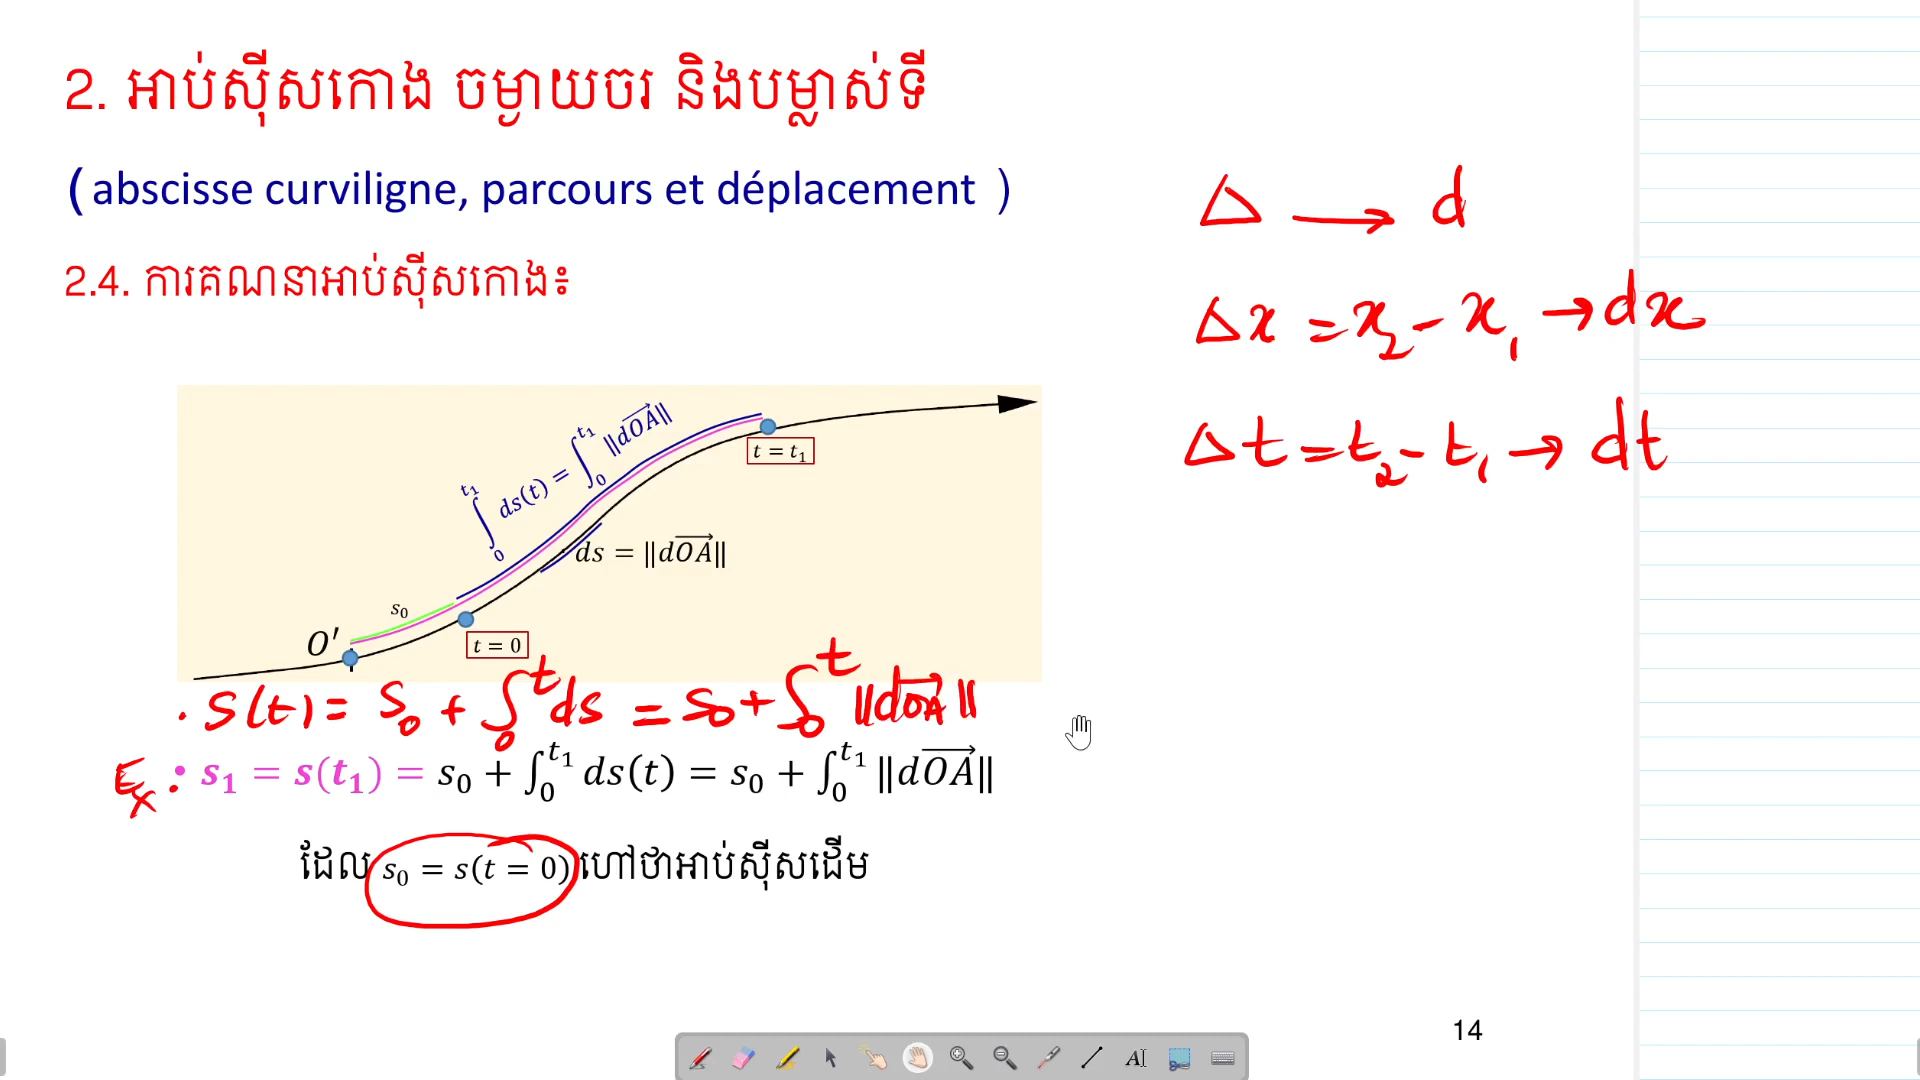 2. អាប់ស៊ីសកោង ចម្ងាយចរ និងបម្លាស់ទី
(abscisse curviligne, parcours et déplacement )
2.4. ការគណនាអាប់ស៊ីសកោង៖
Δ → d
Δx = x₂ - x₁ → dx
Δt = t₂ - t₁ → dt
∫₀^t₁ ds(t) = ∫₀^t₁ ‖dOA⃗‖
t = t₁
ds = ‖dOA⃗‖
s₀
O′
t = 0
· S(t) = S₀ + ∫₀^t ds = S₀ + ∫₀^t ‖dOA⃗‖
Ex : • s₁ = s(t₁) = s₀ + ∫₀^t₁ ds(t) = s₀ + ∫₀^t₁ ‖dOA⃗‖
ដែល s₀ = s(t = 0) ហៅថាអាប់ស៊ីសដើម
14